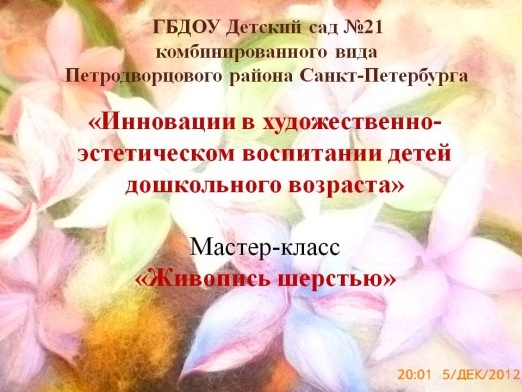 ГБДОУ Детский сад №21
комбинированного вида
Петродворцового района Санкт-Петербурга
«Инновации в художественно-
эстетическом воспитании детей
дошкольного возраста»
Мастер-класс
«Живопись шерстью»
20:01 5/ДЕК/2012